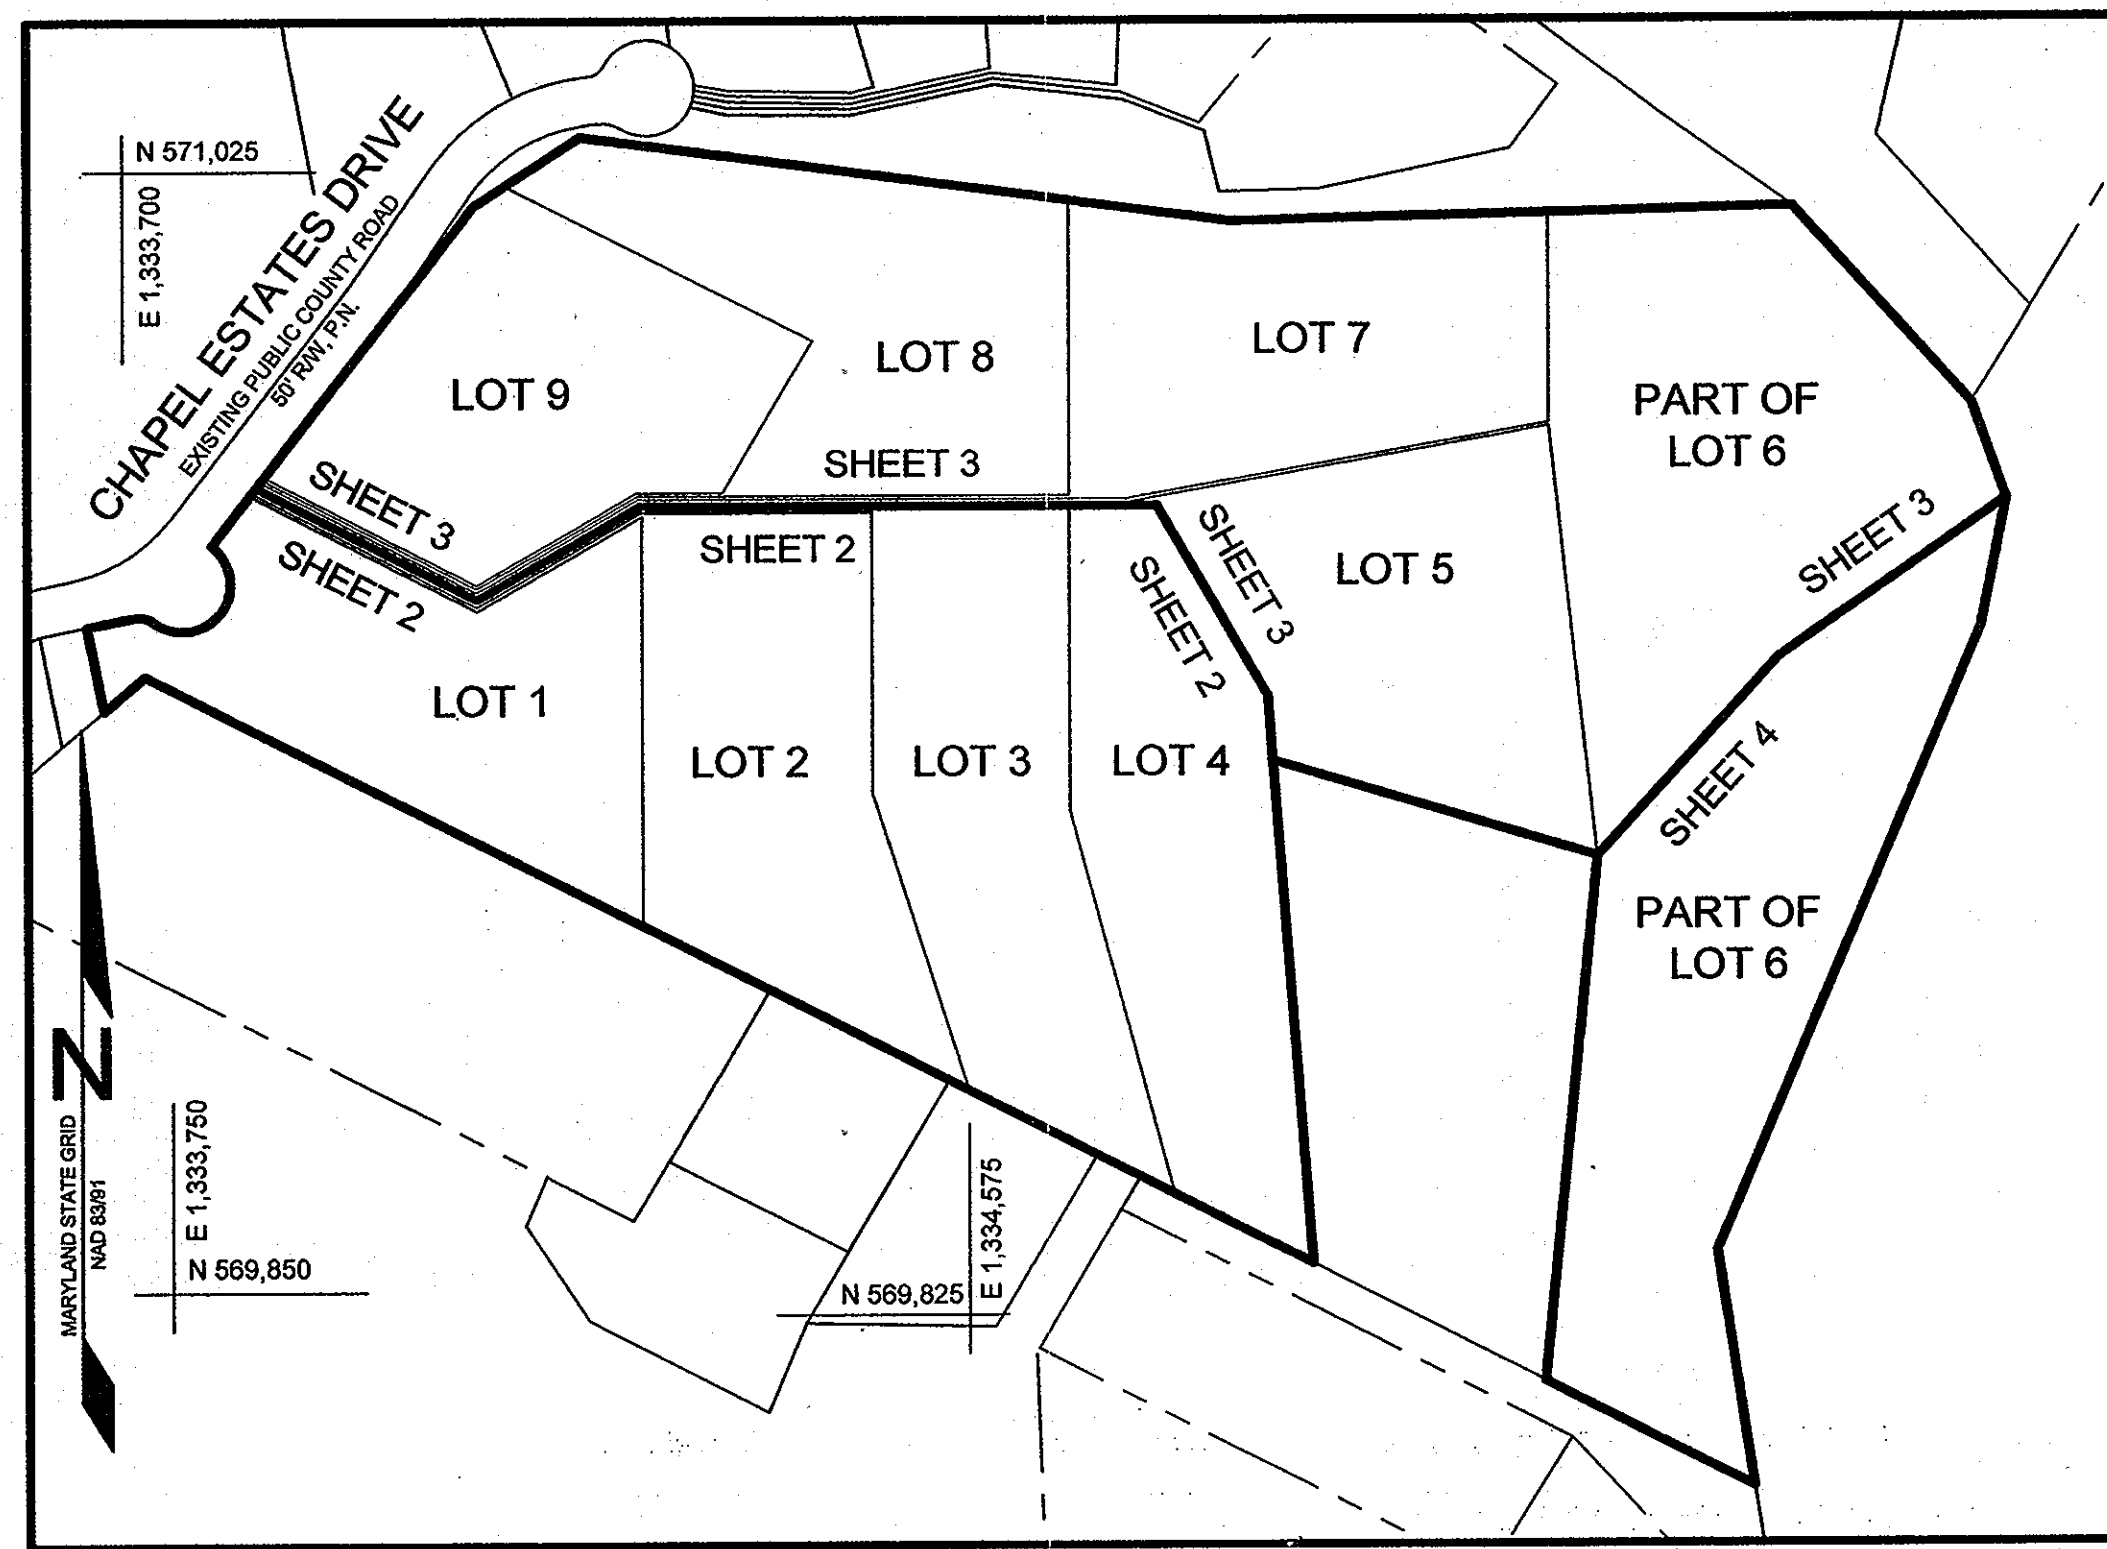 N 571,025
E 1,333,700
CHAPEL ESTATES DRIVE
EXISTING PUBLIC COUNTY ROAD
50' R/W, P.N.
LOT 9
LOT 8
LOT 7
PART OF
LOT 6
SHEET 3
SHEET 2
SHEET 3
SHEET 2
SHEET 3
SHEET 2
LOT 5
SHEET 3
SHEET 4
LOT 1
LOT 2
LOT 3
LOT 4
PART OF
LOT 6
N
MARYLAND STATE GRID
NAD 83/91
E 1,333,750
N 569,850
E 1,334,575
N 569,825